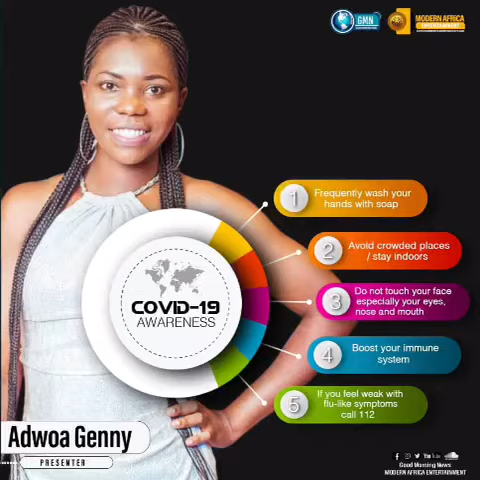 GMN
MODERN AFRICA
ENTERTAINMENT
1
Frequently wash your
hands with soap
2
Avoid crowded places
/ stay indoors
3
Do not touch your face
especially your eyes,
nose and mouth
4
Boost your immune
system
5
If you feel weak with
flu-like symptoms
call 112
COVID-19
AWARENESS
Adwoa Genny
PRESENTER
You Tube
Good Morning News
MODERN AFRICA ENTERTAINMENT